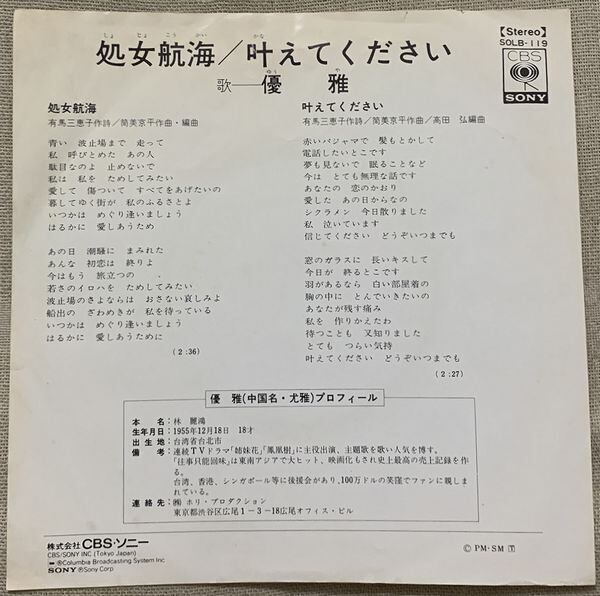 処女航海／叶えてください
しょ じょ こう かい かな
歌──優 雅
ゆう や
【Stereo】
SOLB-119
CBS
SONY
処女航海
有馬三恵子作詩／筒美京平作曲・編曲
青い 波止場まで 走って
私 呼びとめた あの人
駄目なのよ 止めないで
私は 私を ためしてみたい
愛して 傷ついて すべてをあげたいの
暮してゆく街が 私のふるさとよ
いつかは めぐり逢いましょう
はるかに 愛しあうため
あの日 潮騒に まみれた
あんな 初恋は 終りよ
今はもう 旅立つの
若さのイロハを ためしてみたい
波止場のさよならは おさない哀しみよ
船出の ざわめきが 私を待っている
いつかは めぐり逢いましょう
はるかに 愛しあうために
(2:36)
叶えてください
有馬三恵子作詩／筒美京平作曲／高田 弘編曲
赤いパジャマで 髪もとかして
電話したいとこです
夢も見ないで 眠ることなど
今は とても無理な話です
あなたの 恋のかおり
愛した あの日からなの
シクラメン 今日散りました
私 泣いています
信じてください どうぞいつまでも
窓のガラスに 長いキスして
今日が 終るとこです
羽があるなら 白い部屋着の
胸の中に とんでいきたいの
あなたが残す痛み
私を 作りかえたわ
待つことも 又知りました
とても つらい気持
叶えてください どうぞいつまでも
(2:27)
優 雅(中国名・尤雅)プロフィール
本名：林 麗鴻
生年月日：1955年12月18日 18才
出生地：台湾省台北市
備考：連続TVドラマ「姉妹花」「鳳凰樹」に主役出演、主題歌を歌い人気を博す。
「往事只能回味」は東南アジアで大ヒット、映画化もされ史上最高の売上記録を作る。
台湾、香港、シンガポール等に後援会があり、100万ドルの笑窪でファンに親しまれている。
連絡先：㈱ホリ・プロダクション
東京都渋谷区広尾1－3－18広尾オフィス・ビル
株式会社CBS・ソニー
CBS/SONY INC (Tokyo Japan)
®Columbia Broadcasting System Inc
SONY ®Sony Corp
Ⓒ PM・SM 🅃